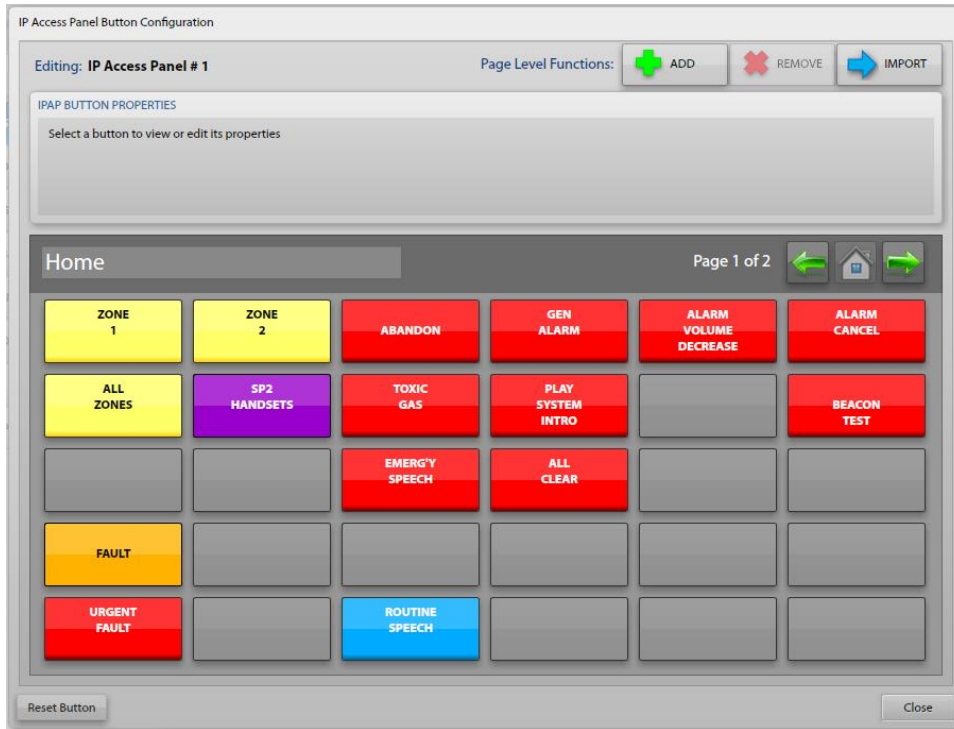 IP Access Panel Button Configuration
Editing: IP Access Panel # 1
Page Level Functions:
ADD
REMOVE
IMPORT
IPAP BUTTON PROPERTIES
Select a button to view or edit its properties
Home
Page 1 of 2
ZONE
1
ZONE
2
ABANDON
GEN
ALARM
ALARM
VOLUME
DECREASE
ALARM
CANCEL
ALL
ZONES
SP2
HANDSETS
TOXIC
GAS
PLAY
SYSTEM
INTRO
BEACON
TEST
EMERG'Y
SPEECH
ALL
CLEAR
FAULT
URGENT
FAULT
ROUTINE
SPEECH
Reset Button
Close